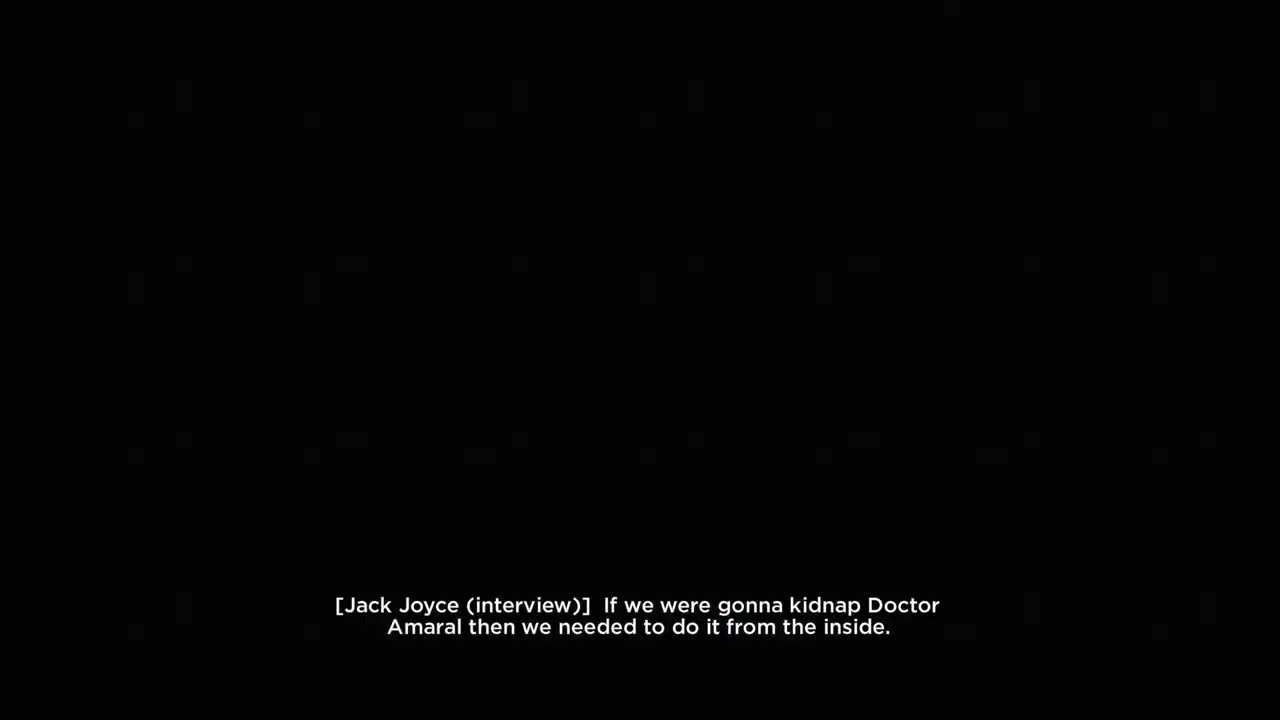 [Jack Joyce (interview)]  If we were gonna kidnap Doctor
Amaral then we needed to do it from the inside.